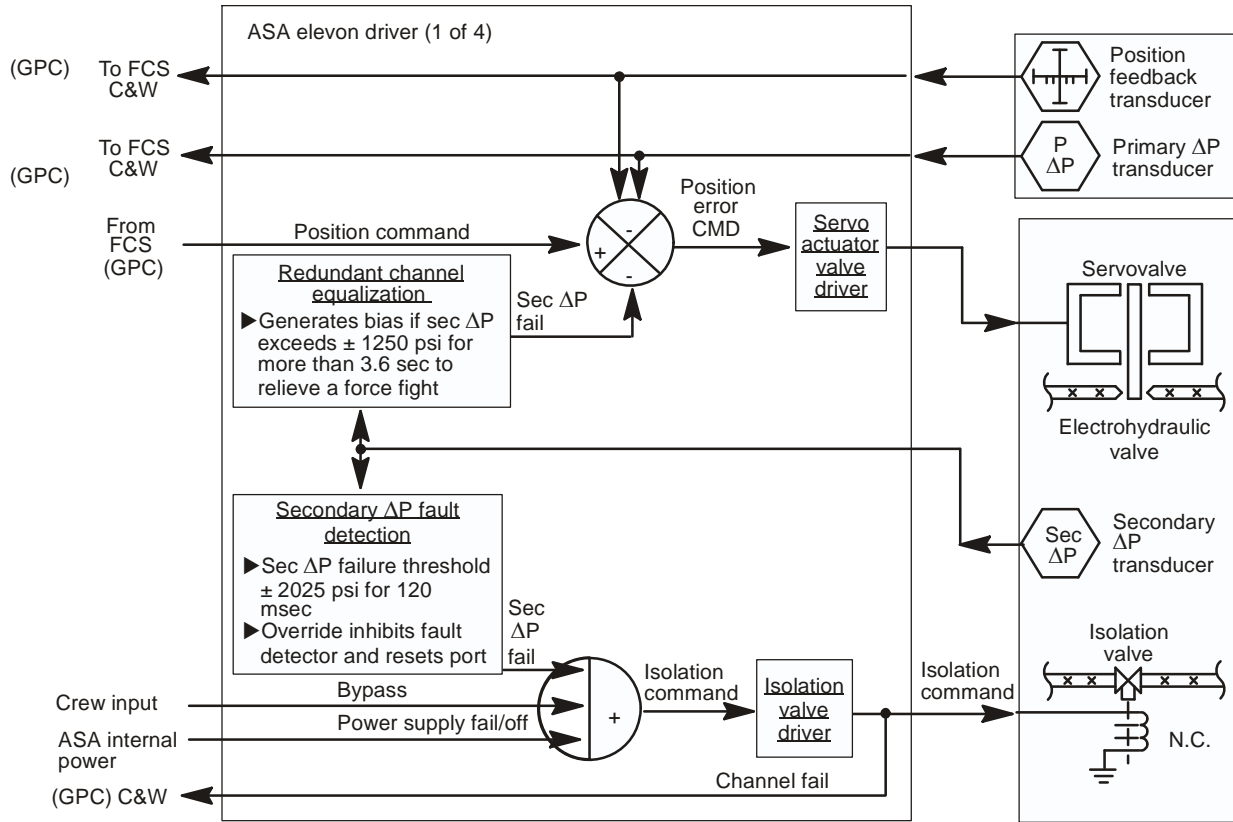 ASA elevon driver (1 of 4)
(GPC)
To FCS
C&W
Position
feedback
transducer
To FCS
C&W
(GPC)
P
ΔP
Primary ΔP
transducer
From
FCS
(GPC)
Position command
+
-
-
Position
error
CMD
Servo
actuator
valve
driver
Servovalve
Electrohydraulic
valve
Redundant channel
equalization
▶Generates bias if sec ΔP
exceeds ± 1250 psi for
more than 3.6 sec to
relieve a force fight
Sec ΔP
fail
Secondary ΔP fault
detection
▶Sec ΔP failure threshold
± 2025 psi for 120
msec
▶Override inhibits fault
detector and resets port
Sec
ΔP
fail
Sec
ΔP
Secondary
ΔP
transducer
Crew input
Bypass
Power supply fail/off
ASA internal
power
+
Isolation
command
Isolation
valve
driver
Isolation
command
Isolation
valve
N.C.
Channel fail
(GPC) C&W